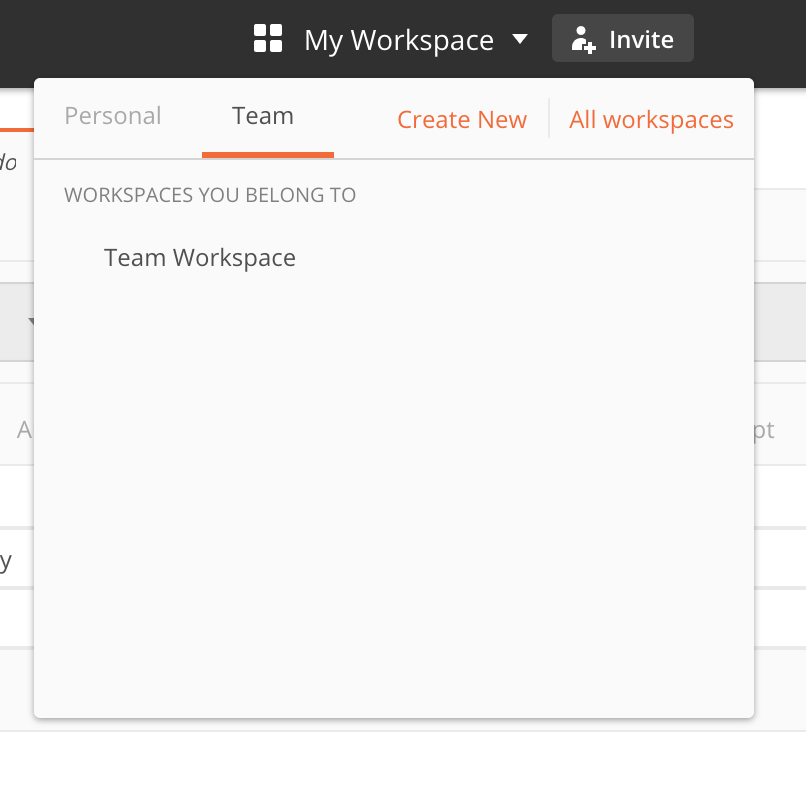 My Workspace
Invite
Personal
Team
Create New
All workspaces
do
WORKSPACES YOU BELONG TO
Team Workspace
A
pt
y